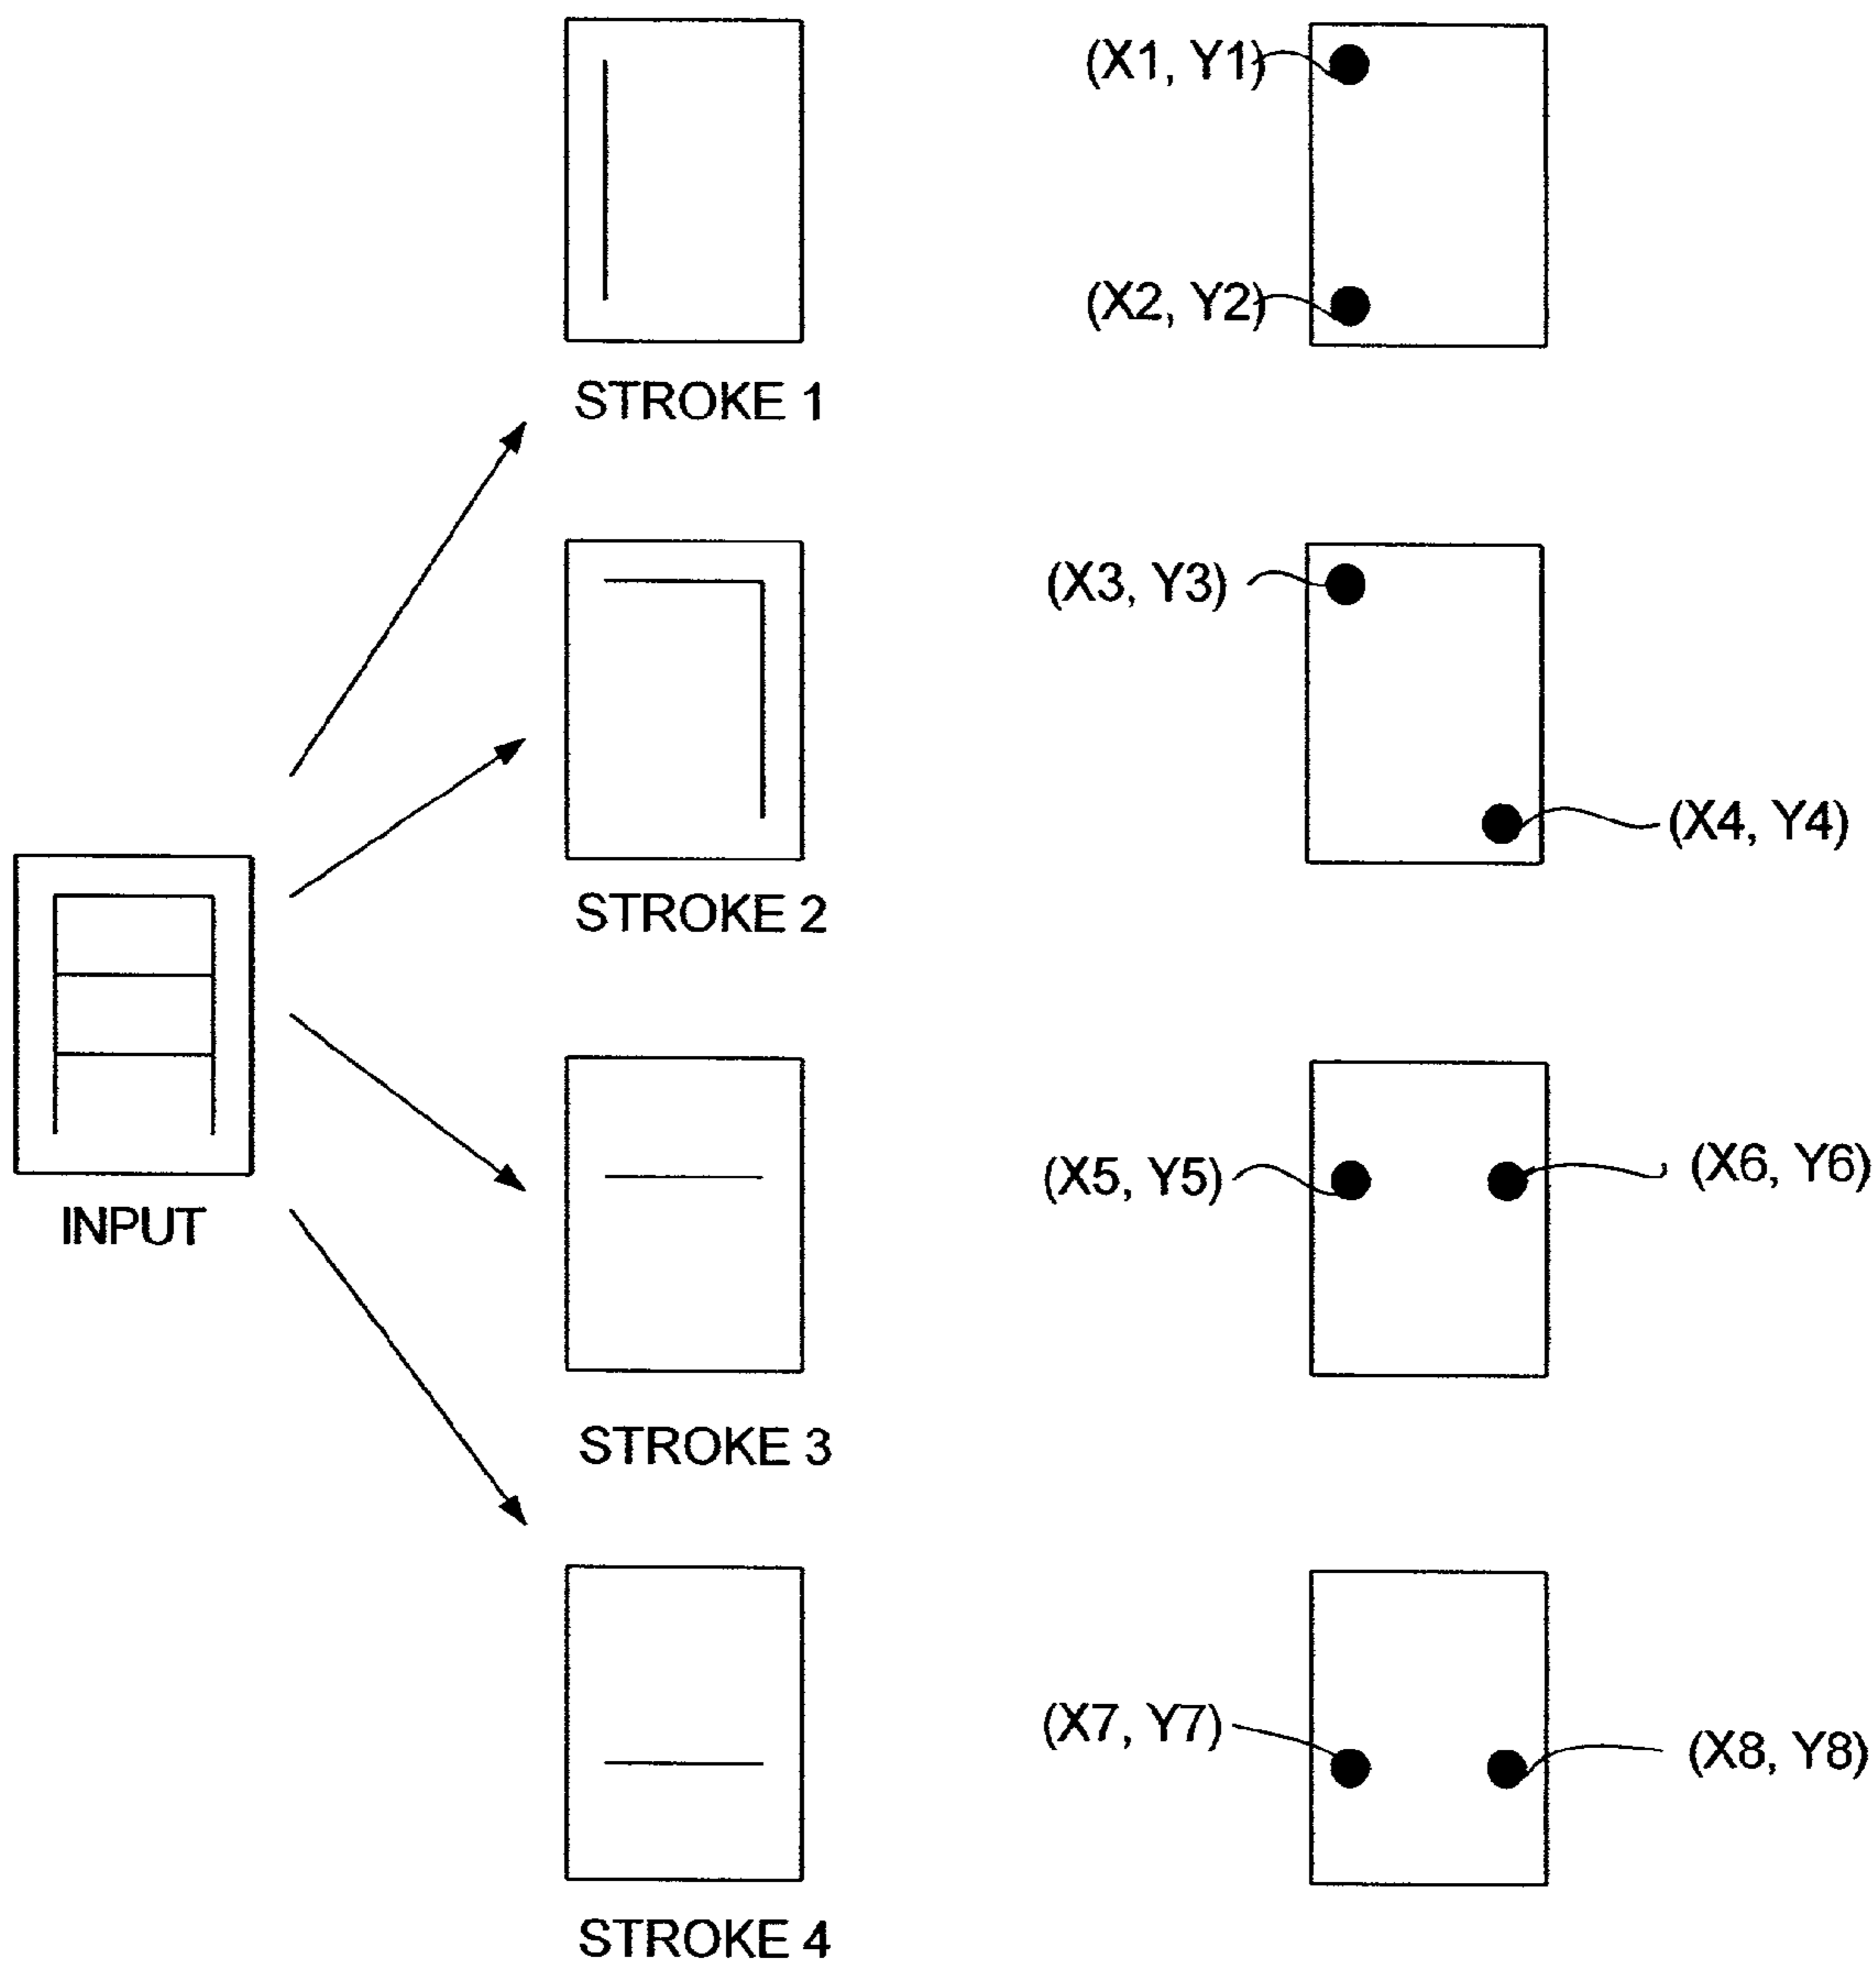 (X1, Y1)
(X2, Y2)
STROKE 1
(X3, Y3)
(X4, Y4)
STROKE 2
INPUT
(X5, Y5)
(X6, Y6)
STROKE 3
(X7, Y7)
(X8, Y8)
STROKE 4